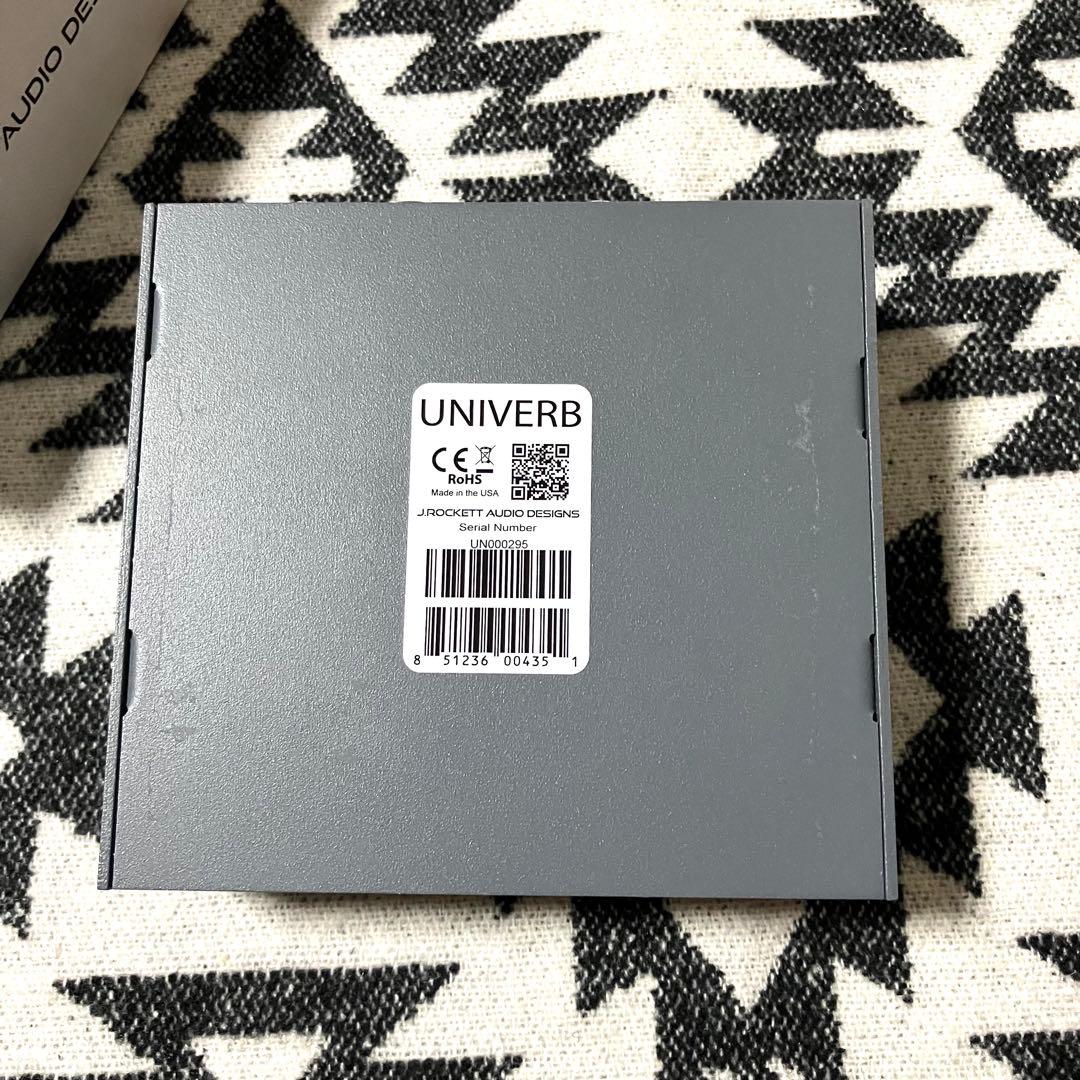 AUDIO DE
UNIVERB
CE
RoHS
Made in the USA
J.ROCKETT AUDIO DESIGNS
Serial Number
UN000295
8 51236 00435 1